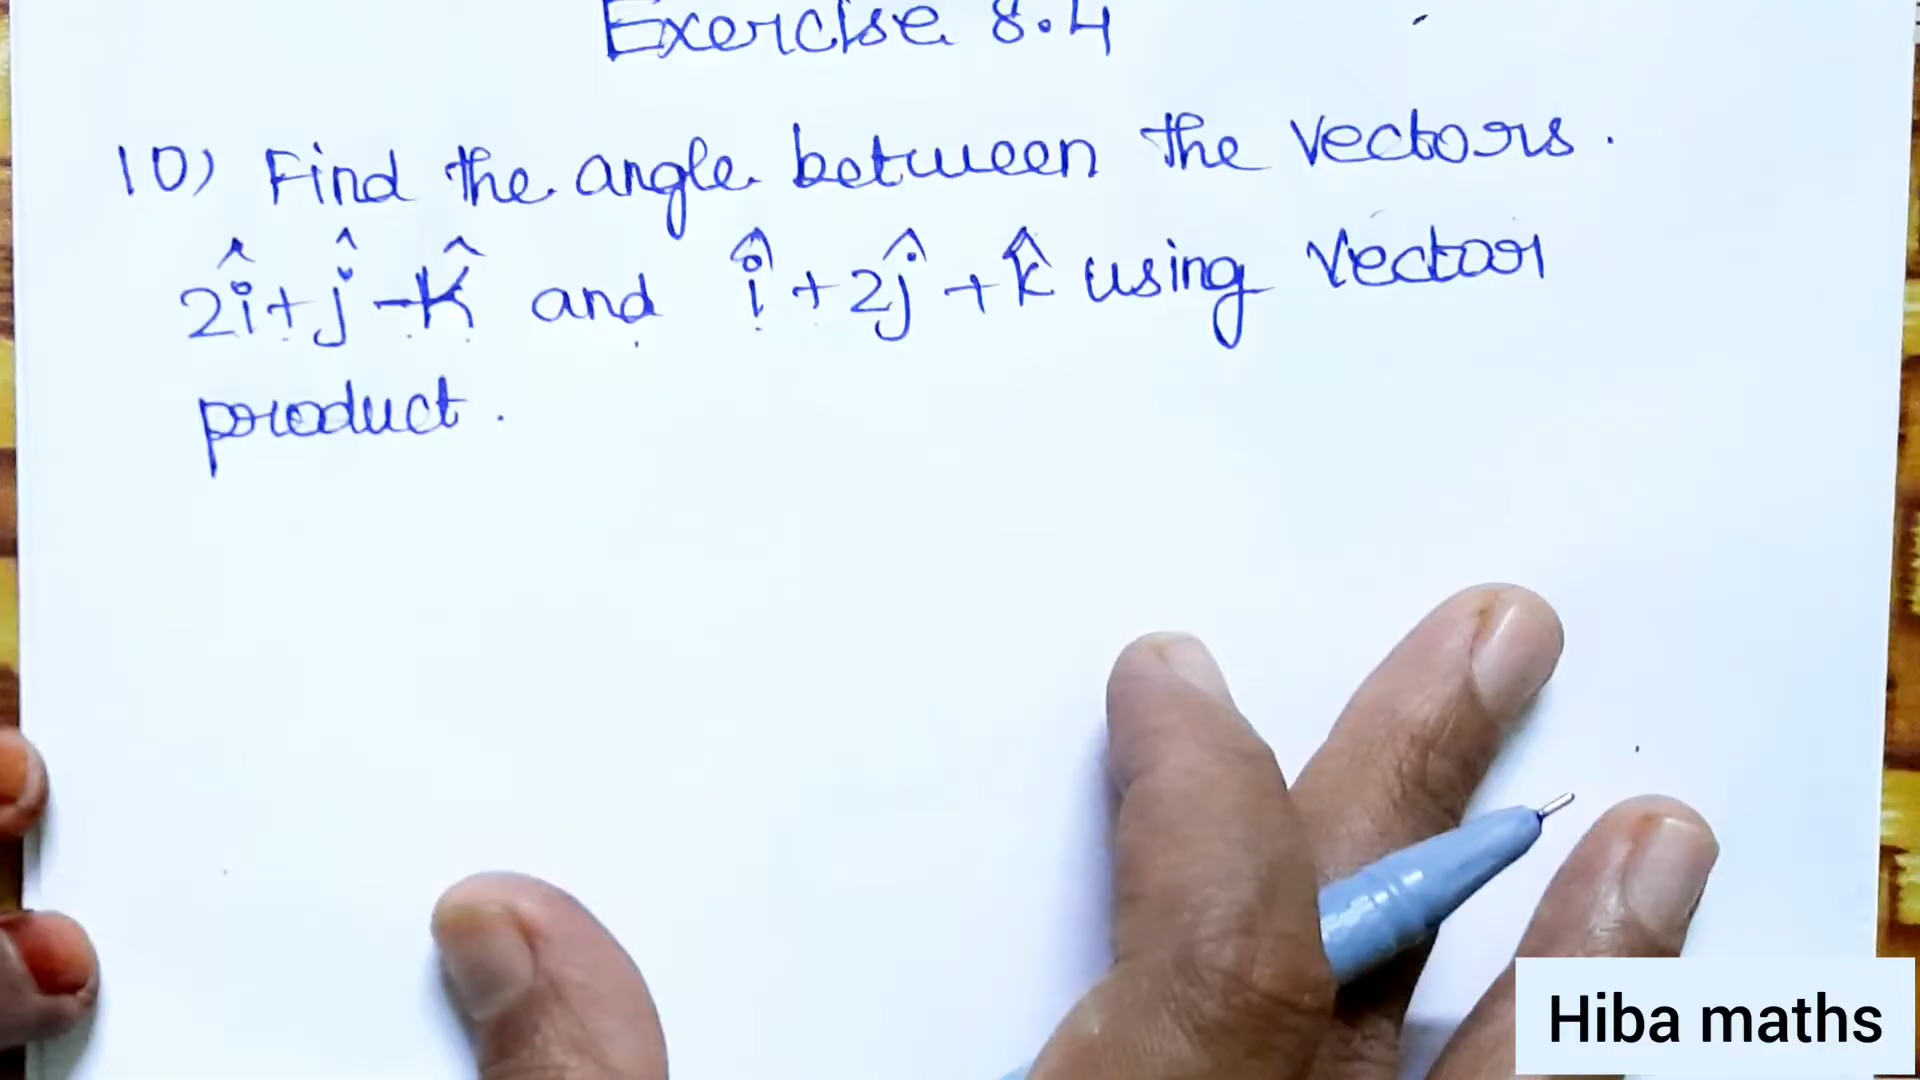 Exercise 8.4
10) Find the angle between the vectors.
2î+ĵ-k̂ and î+2ĵ+k̂ using vector
product.
Hiba maths